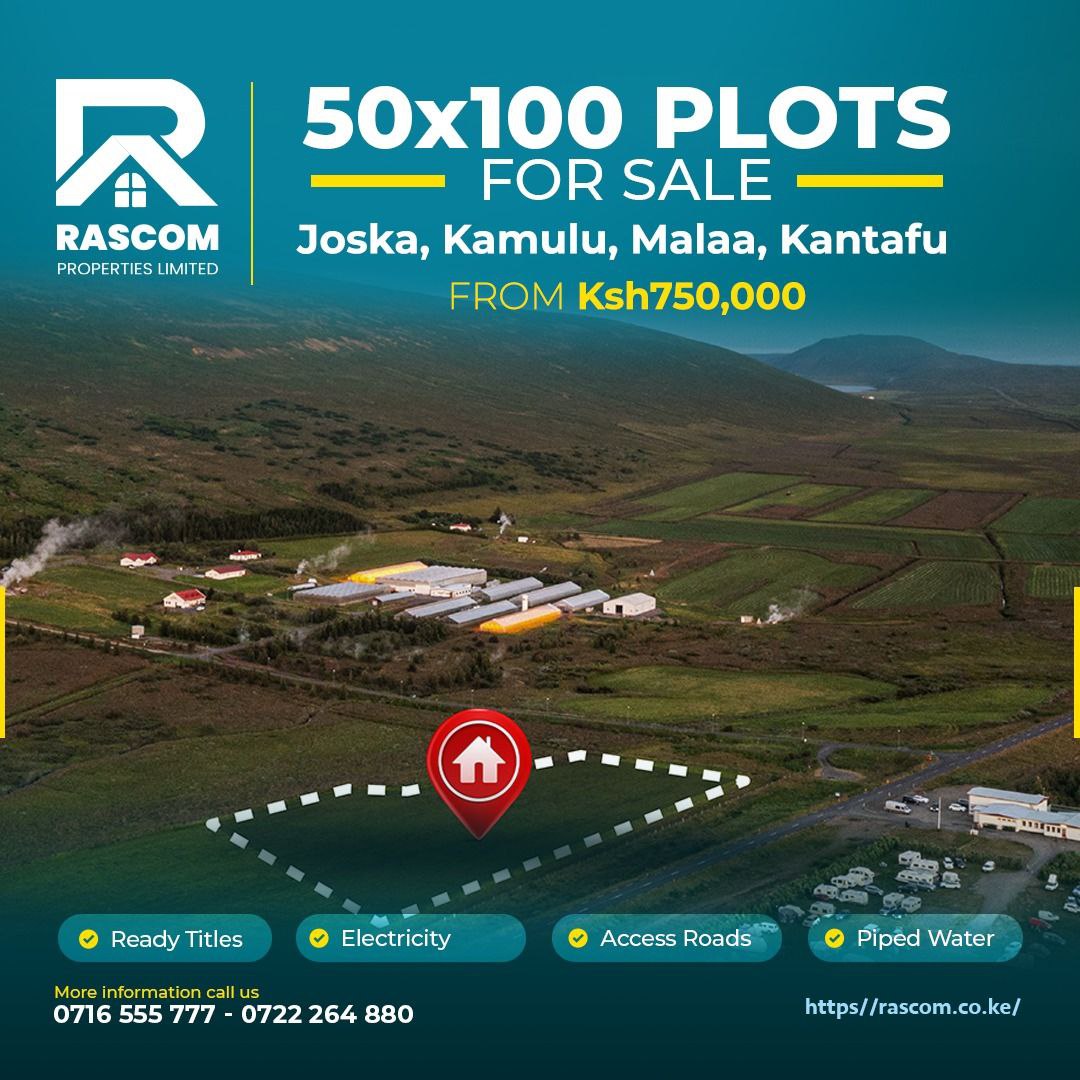 RASCOM
PROPERTIES LIMITED
50x100 PLOTS
FOR SALE
Joska, Kamulu, Malaa, Kantafu
FROM Ksh750,000
Ready Titles
Electricity
Access Roads
Piped Water
More information call us
0716 555 777 - 0722 264 880
https//rascom.co.ke/